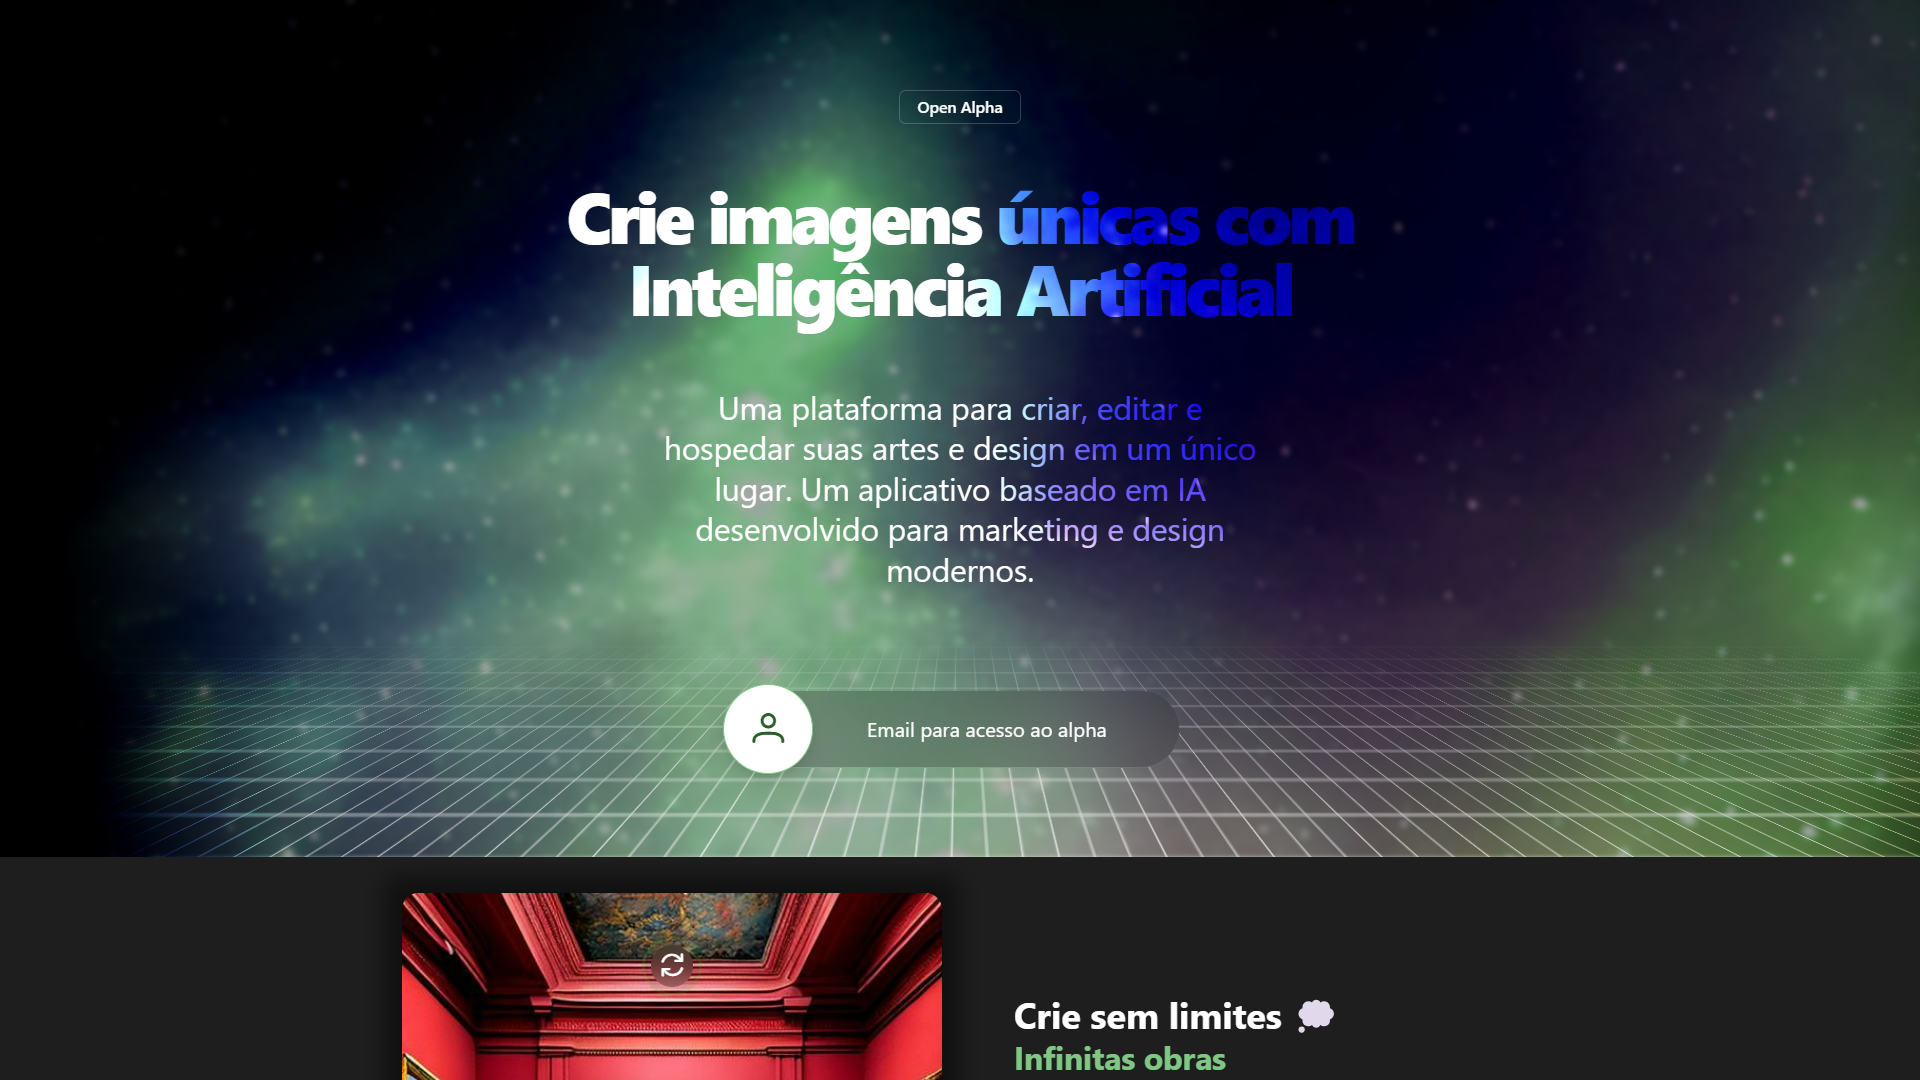 Open Alpha
Crie imagens únicas com
Inteligência Artificial
Uma plataforma para criar, editar e
hospedar suas artes e design em um único
lugar. Um aplicativo baseado em IA
desenvolvido para marketing e design
modernos.
Email para acesso ao alpha
Crie sem limites
Infinitas obras